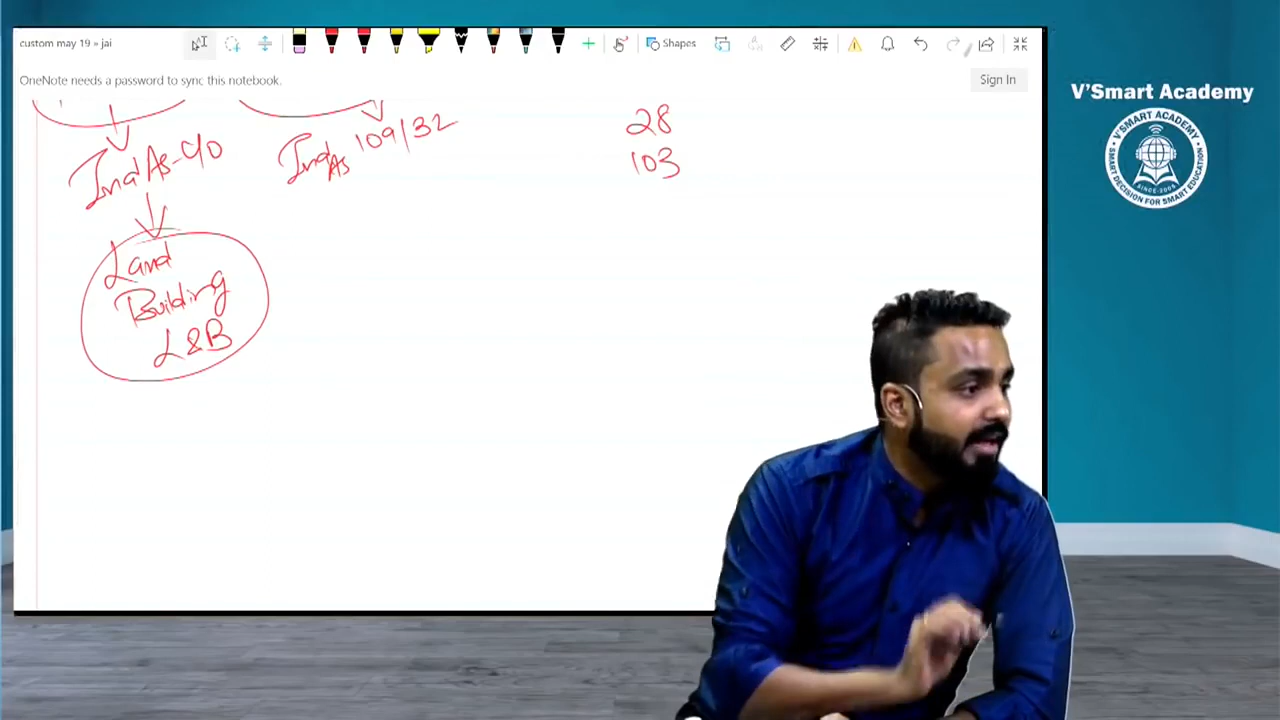 custom may 19 » jai
Shapes
OneNote needs a password to sync this notebook.
Sign In
Ind As-40
Ind As 109/32
28
103
Land
Building
L&B
V'Smart Academy
V'SMART ACADEMY
SINCE-2005
SMART DECISION FOR SMART EDUCATION